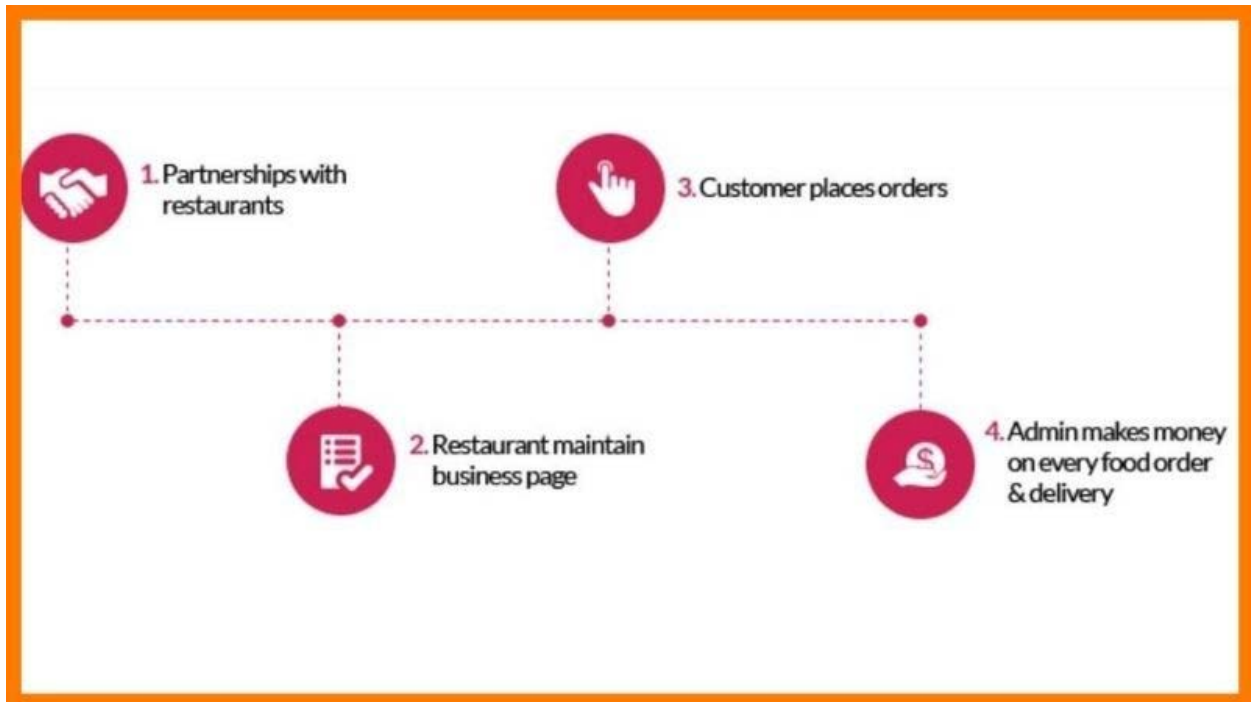 1. Partnerships with
restaurants
2. Restaurant maintain
business page
3. Customer places orders
4. Admin makes money
on every food order
& delivery